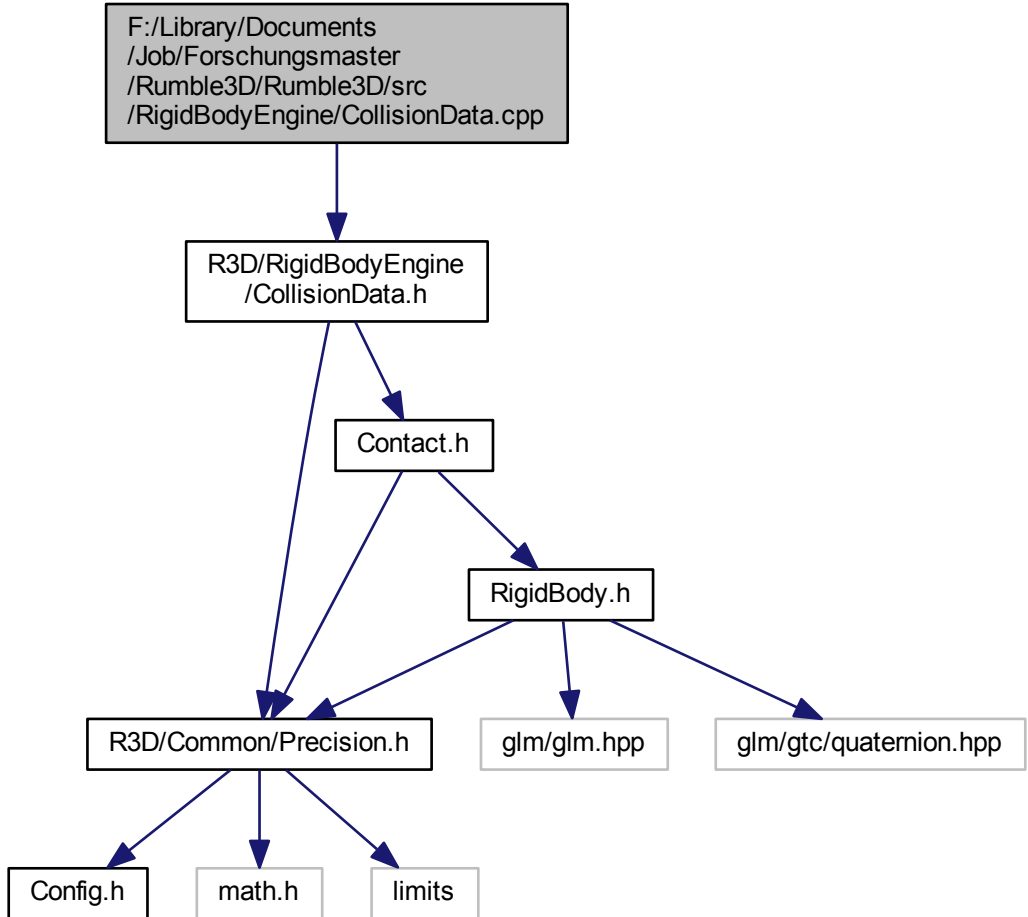 F:/Library/Documents
/Job/Forschungsmaster
/Rumble3D/Rumble3D/src
/RigidBodyEngine/CollisionData.cpp
R3D/RigidBodyEngine
/CollisionData.h
Contact.h
RigidBody.h
R3D/Common/Precision.h
glm/glm.hpp
glm/gtc/quaternion.hpp
Config.h
math.h
limits